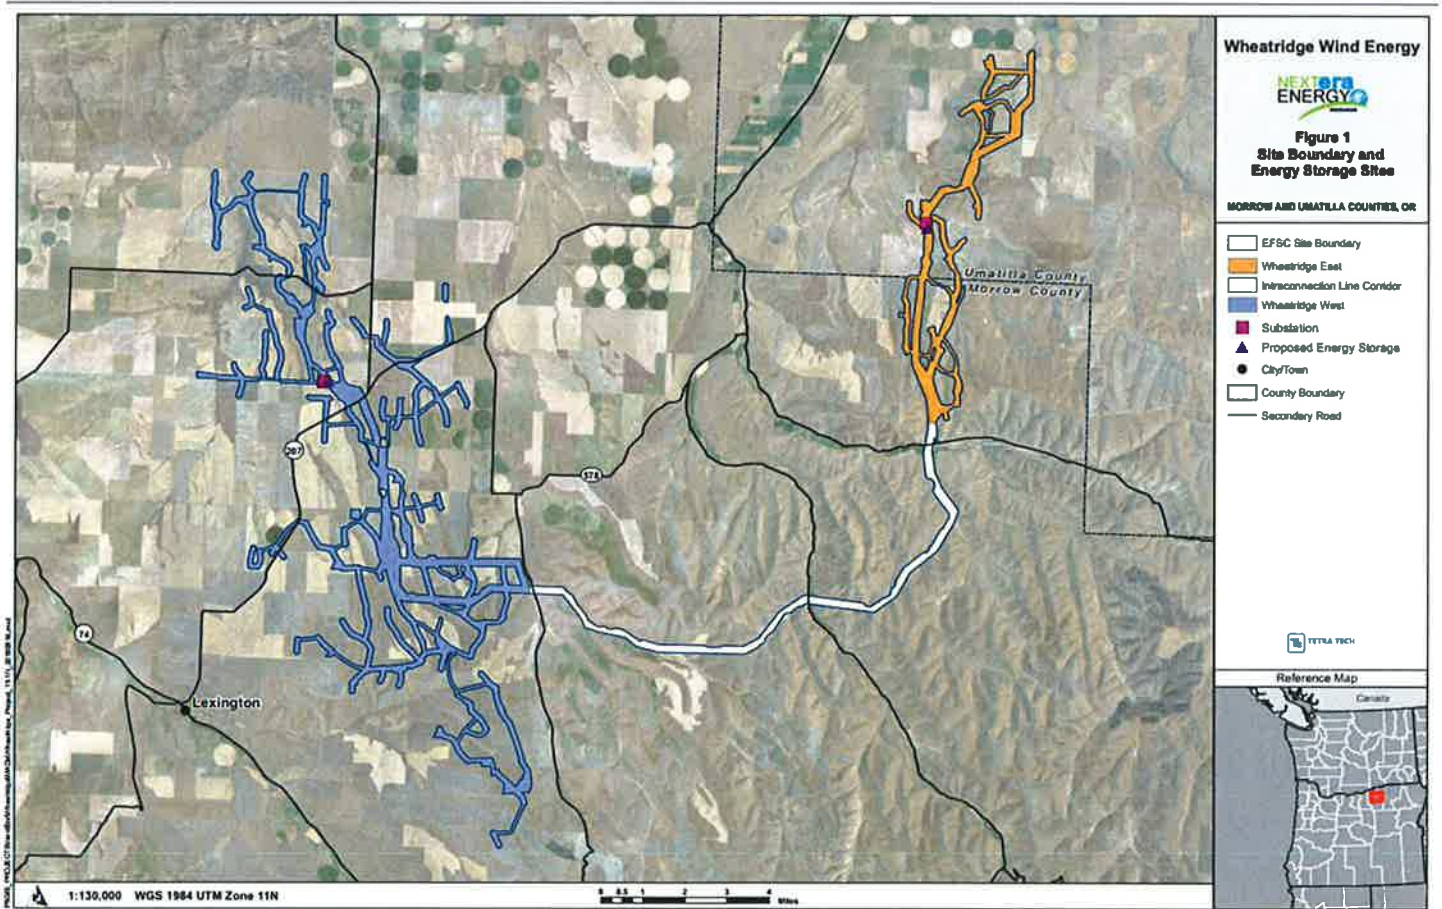 Wheatridge Wind Energy
NEXTera
ENERGY
Figure 1
Site Boundary and
Energy Storage Sites
MORROW AND UMATILLA COUNTIES, OR
EFSC Site Boundary
Wheatridge East
Intraconnection Line Corridor
Wheatridge West
Substation
Proposed Energy Storage
City/Town
County Boundary
Secondary Road
TETRA TECH
Reference Map
Canada
Umatilla County
Morrow County
207
74
Lexington
1:130,000 WGS 1984 UTM Zone 11N
0 0.5 1 2 3 4
Miles